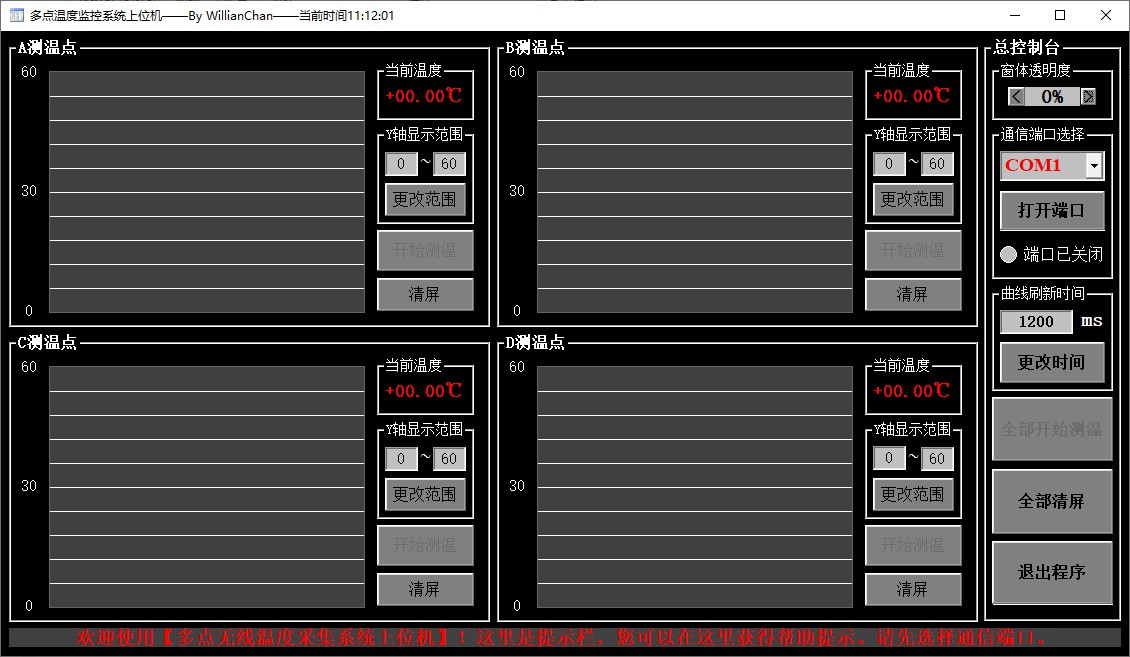 多点温度监控系统上位机——By WillianChan——当前时间11:12:01
A测温点
60
30
0
当前温度
+00.00℃
Y轴显示范围
0 ~ 60
更改范围
开始测温
清屏
B测温点
60
30
0
当前温度
+00.00℃
Y轴显示范围
0 ~ 60
更改范围
开始测温
清屏
C测温点
60
30
0
当前温度
+00.00℃
Y轴显示范围
0 ~ 60
更改范围
开始测温
清屏
D测温点
60
30
0
当前温度
+00.00℃
Y轴显示范围
0 ~ 60
更改范围
开始测温
清屏
总控制台
窗体透明度
0%
通信端口选择
COM1
打开端口
端口已关闭
曲线刷新时间
1200 ms
更改时间
全部开始测温
全部清屏
退出程序
欢迎使用【多点无线温度采集系统上位机】！这里是提示栏，您可以在这里获得帮助提示。请先选择通信端口。